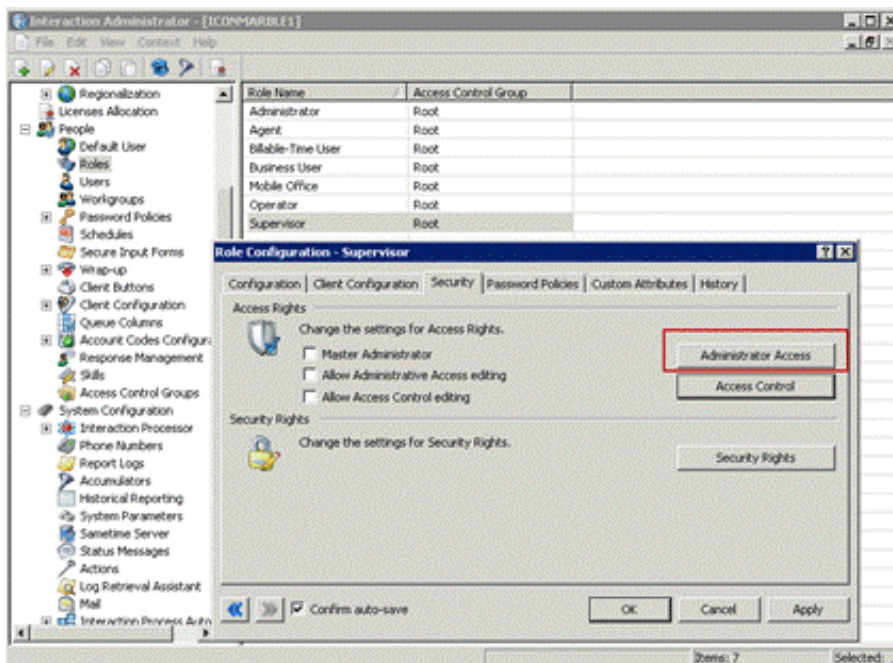 Interaction Administrator - [ICONMARBLE1]
File Edit View Context Help
Regionalization
Licenses Allocation
People
Default User
Roles
Users
Workgroups
Password Policies
Schedules
Secure Input Forms
Wrap-up
Client Buttons
Client Configuration
Queue Columns
Account Codes Configur
Response Management
Skills
Access Control Groups
System Configuration
Interaction Processor
Phone Numbers
Report Logs
Accumulators
Historical Reporting
System Parameters
Sametime Server
Status Messages
Actions
Log Retrieval Assistant
Mail
Interaction Process Auto
Role Name Access Control Group
Administrator Root
Agent Root
Billable-Time User Root
Business User Root
Mobile Office Root
Operator Root
Supervisor Root
Role Configuration - Supervisor
Configuration Client Configuration Security Password Policies Custom Attributes History
Access Rights
Change the settings for Access Rights.
Master Administrator
Allow Administrative Access editing
Allow Access Control editing
Administrator Access
Access Control
Security Rights
Change the settings for Security Rights.
Security Rights
Confirm auto-save
OK Cancel Apply
Items: 7 Selected: